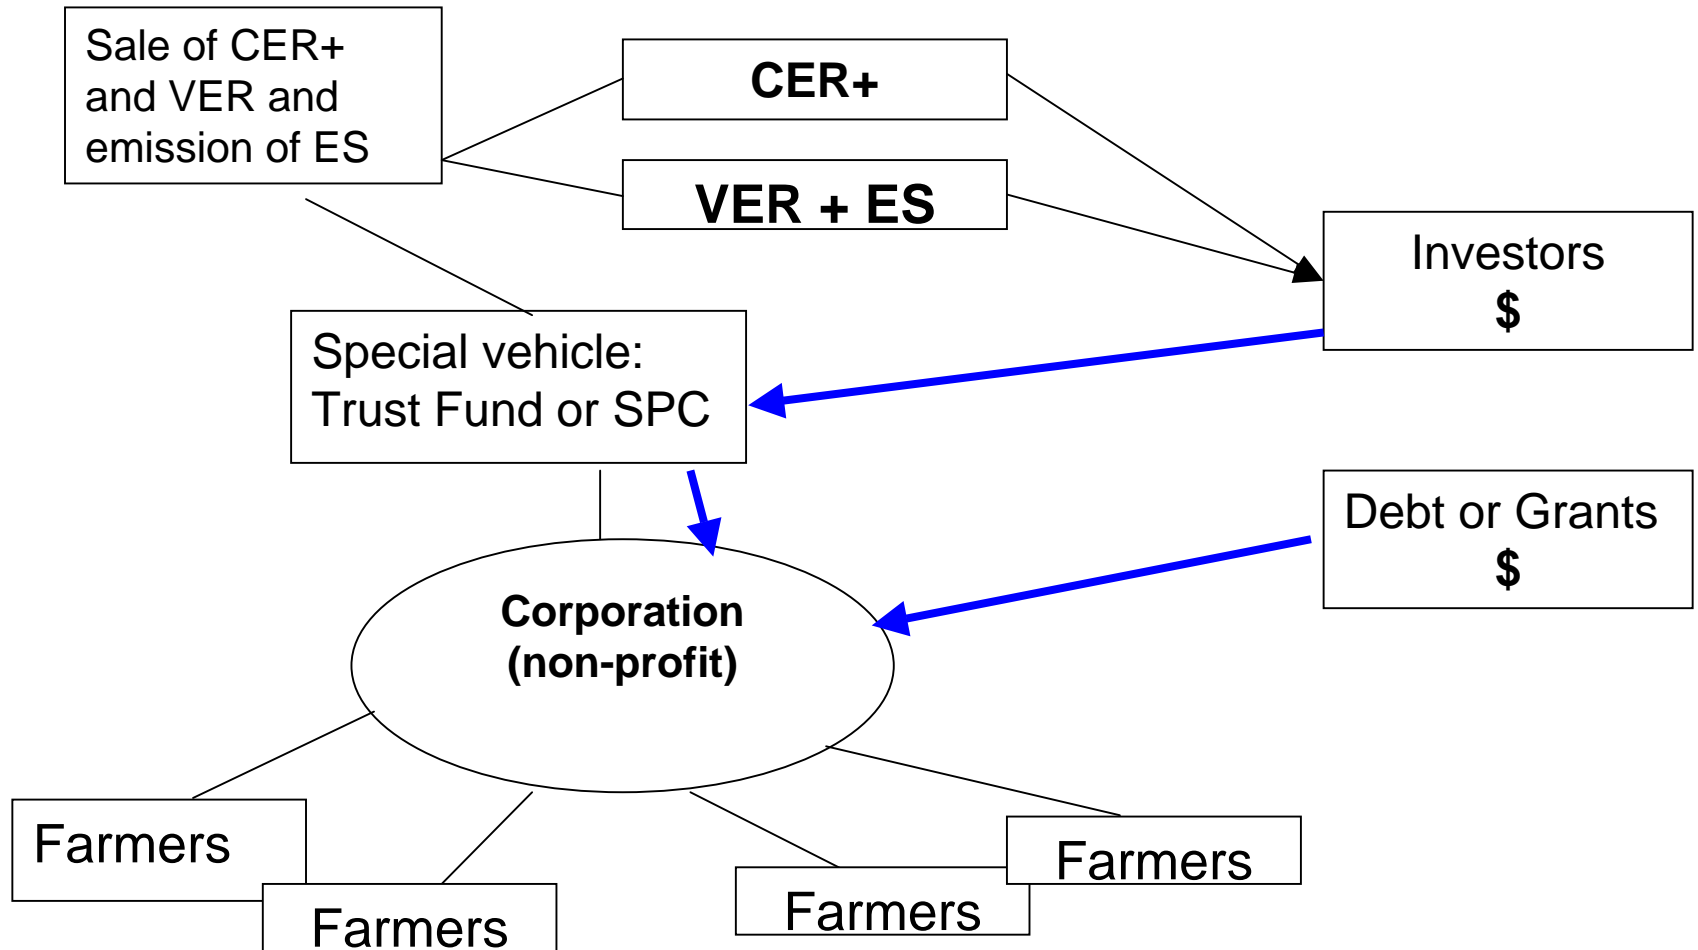 Sale of CER+
and VER and
emission of ES
CER+
VER + ES
Investors
$
Special vehicle:
Trust Fund or SPC
Debt or Grants
$
Corporation
(non-profit)
Farmers
Farmers
Farmers
Farmers